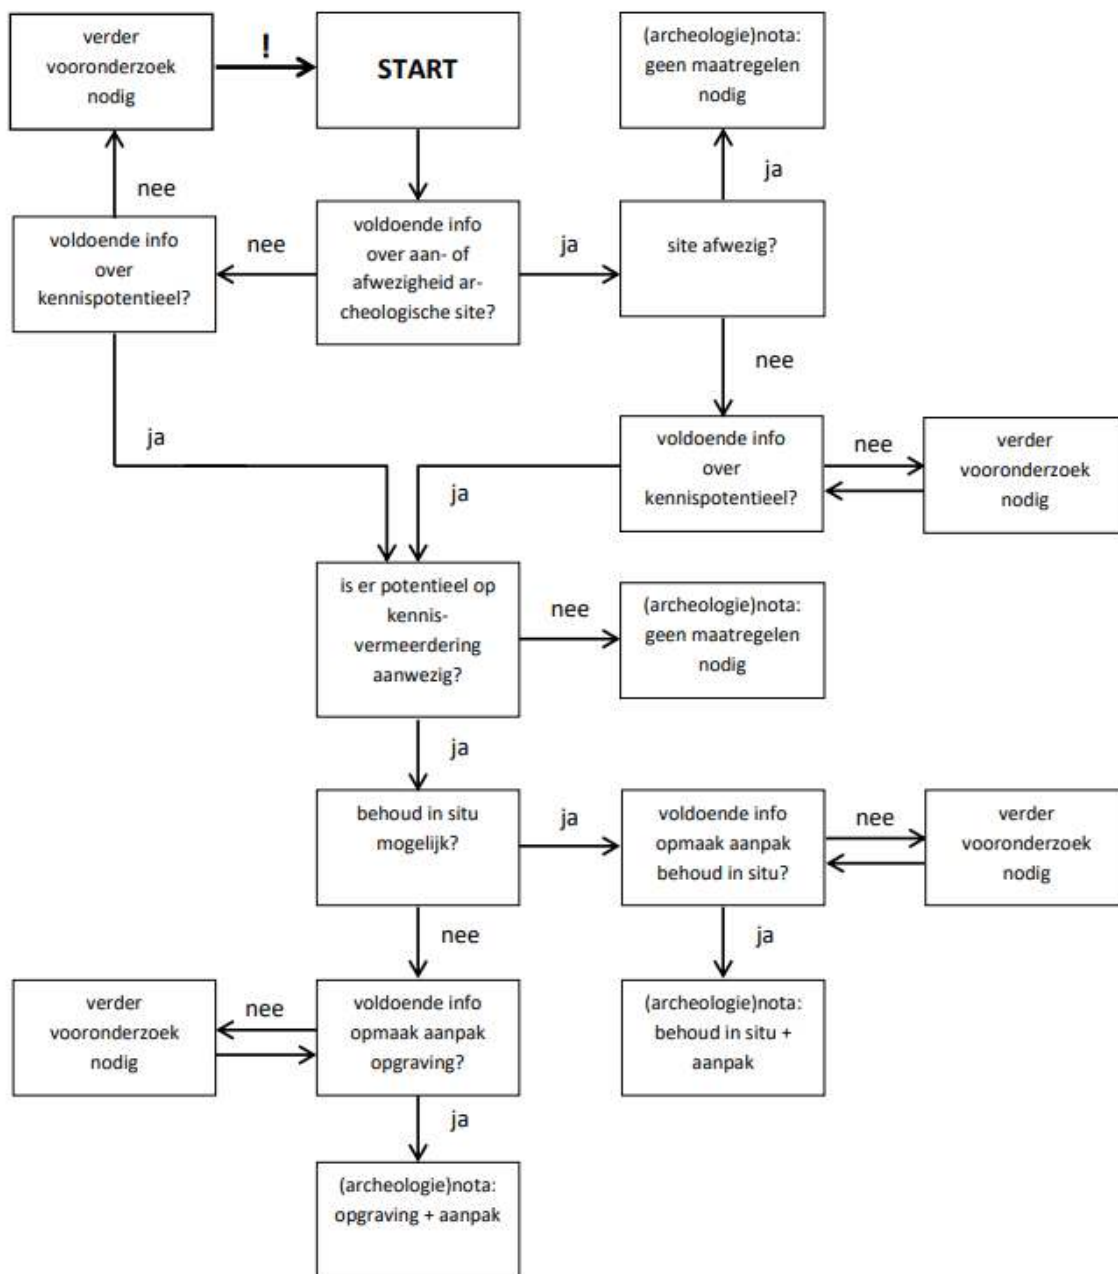 verder
vooronderzoek
nodig
!
START
(archeologie)nota:
geen maatregelen
nodig
nee
ja
voldoende info
over
kennispotentieel?
nee
voldoende info
over aan- of
afwezigheid ar-
cheologische site?
ja
site afwezig?
nee
ja
voldoende info
over
kennispotentieel?
nee
verder
vooronderzoek
nodig
ja
is er potentieel op
kennis-
vermeerdering
aanwezig?
nee
(archeologie)nota:
geen maatregelen
nodig
ja
behoud in situ
mogelijk?
ja
voldoende info
opmaak aanpak
behoud in situ?
nee
verder
vooronderzoek
nodig
nee
ja
verder
vooronderzoek
nodig
nee
voldoende info
opmaak aanpak
opgraving?
(archeologie)nota:
behoud in situ +
aanpak
ja
(archeologie)nota:
opgraving + aanpak